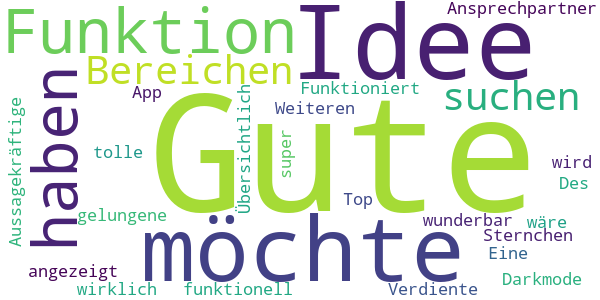 Funktion
Idee
Ansprechpartner
Bereichen
haben
App
Funktioniert
suchen
Gute
Weiteren
Aussagekräftige
Übersichtlich
super
tolle
wird
Des
Top
gelungene
möchte
wunderbar
wäre
Sternchen
Eine
angezeigt
Darkmode
wirklich
funktionell
Verdiente